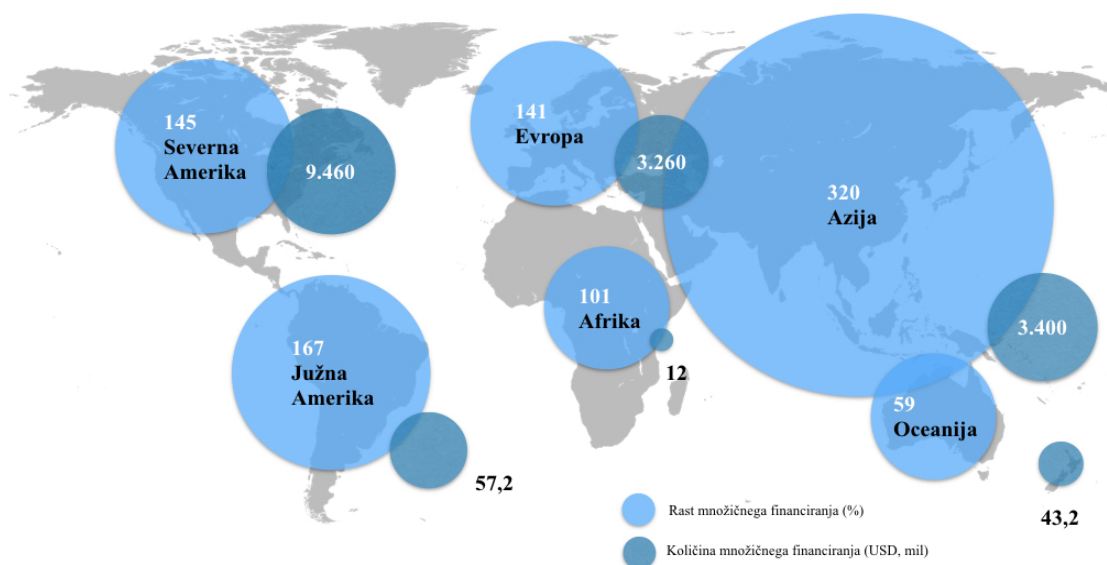 145
Severna
Amerika
9.460
141
Evropa
3.260
320
Azija
101
Afrika
12
3.400
167
Južna
Amerika
57,2
59
Oceanija
43,2
Rast množičnega financiranja (%)
Količina množičnega financiranja (USD, mil)